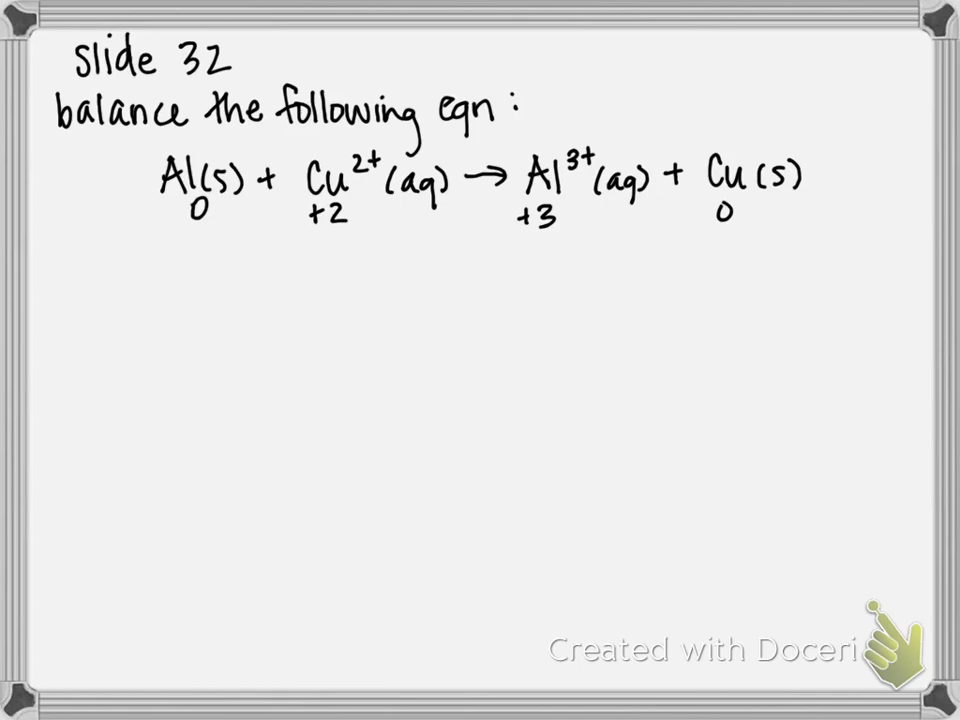 slide 32
balance the following eqn :
Al(s) + Cu²⁺(aq) → Al³⁺(aq) + Cu(s)
0 +2 +3 0
Created with Doceri